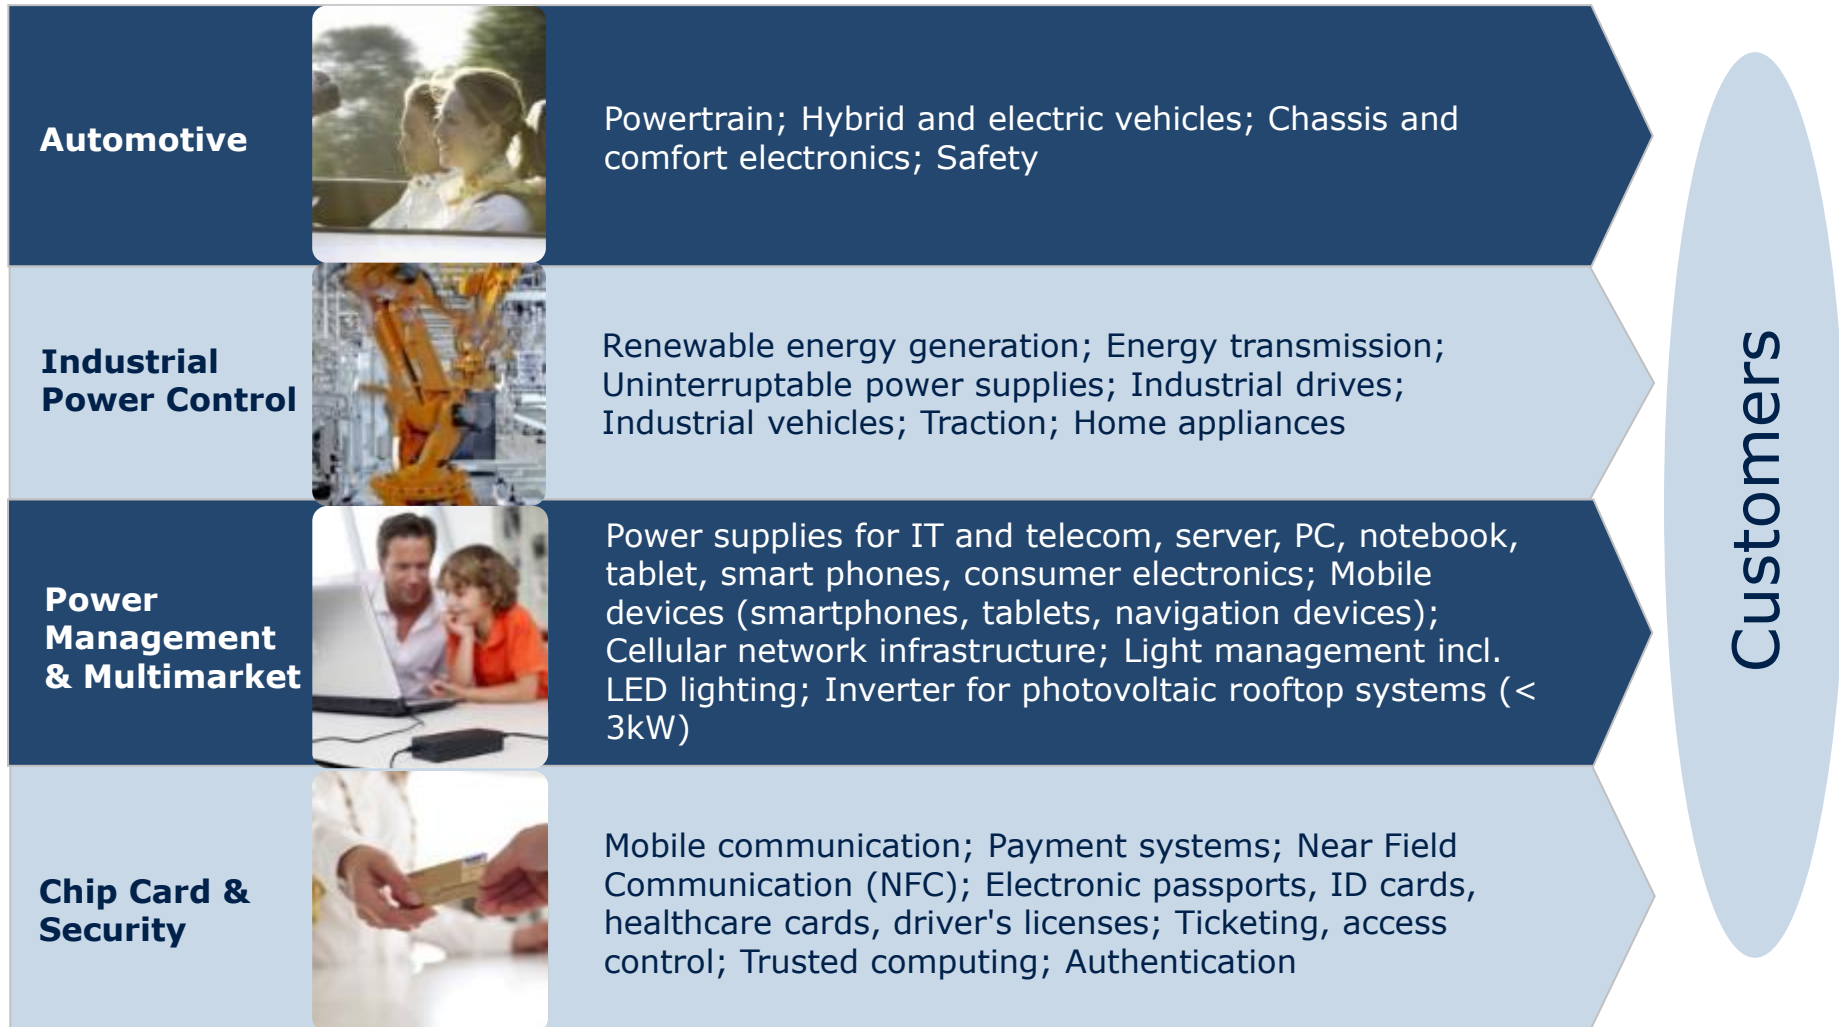 Automotive
Powertrain; Hybrid and electric vehicles; Chassis and
comfort electronics; Safety
Industrial
Power Control
Renewable energy generation; Energy transmission;
Uninterruptable power supplies; Industrial drives;
Industrial vehicles; Traction; Home appliances
Power
Management
& Multimarket
Power supplies for IT and telecom, server, PC, notebook,
tablet, smart phones, consumer electronics; Mobile
devices (smartphones, tablets, navigation devices);
Cellular network infrastructure; Light management incl.
LED lighting; Inverter for photovoltaic rooftop systems (<
3kW)
Chip Card &
Security
Mobile communication; Payment systems; Near Field
Communication (NFC); Electronic passports, ID cards,
healthcare cards, driver's licenses; Ticketing, access
control; Trusted computing; Authentication
Customers